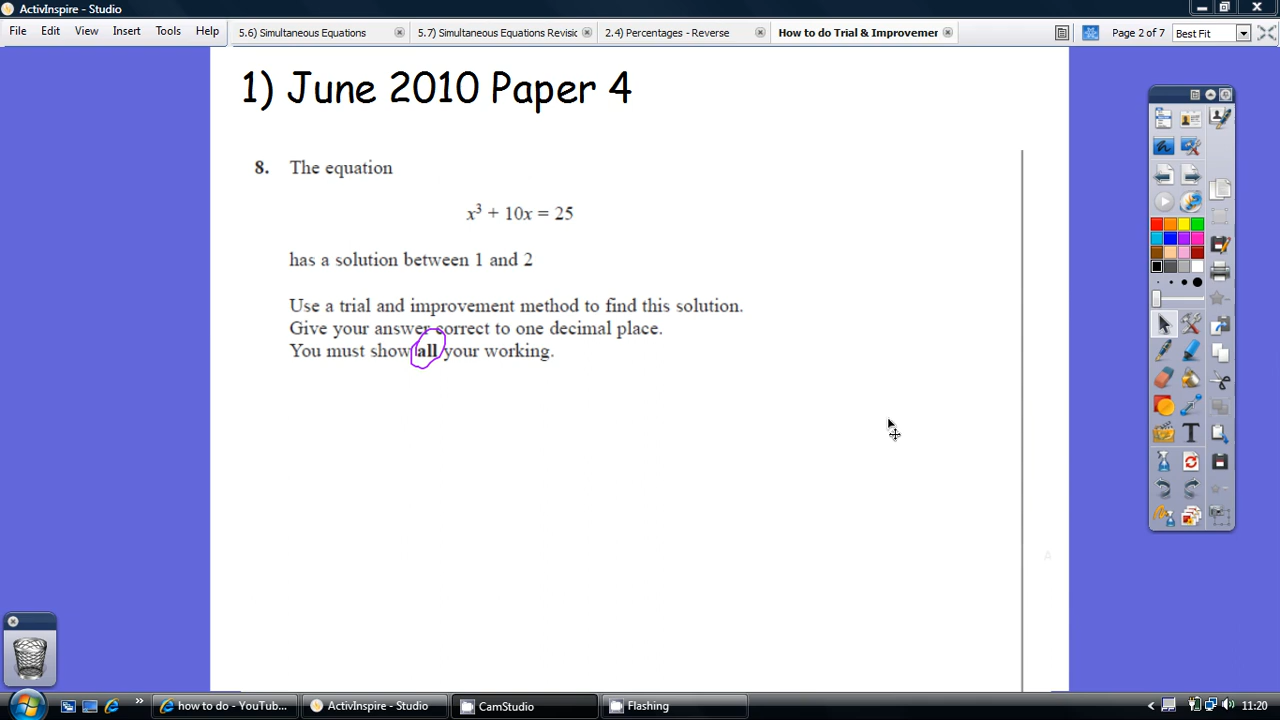 ActivInspire - Studio
File Edit View Insert Tools Help
5.6) Simultaneous Equations
5.7) Simultaneous Equations Revisic
2.4) Percentages - Reverse
How to do Trial & Improvemer
Page 2 of 7
Best Fit
1) June 2010 Paper 4
8. The equation
x³ + 10x = 25
has a solution between 1 and 2
Use a trial and improvement method to find this solution.
Give your answer correct to one decimal place.
You must show all your working.
A
T
how to do - YouTub...
ActivInspire - Studio
CamStudio
Flashing
11:20